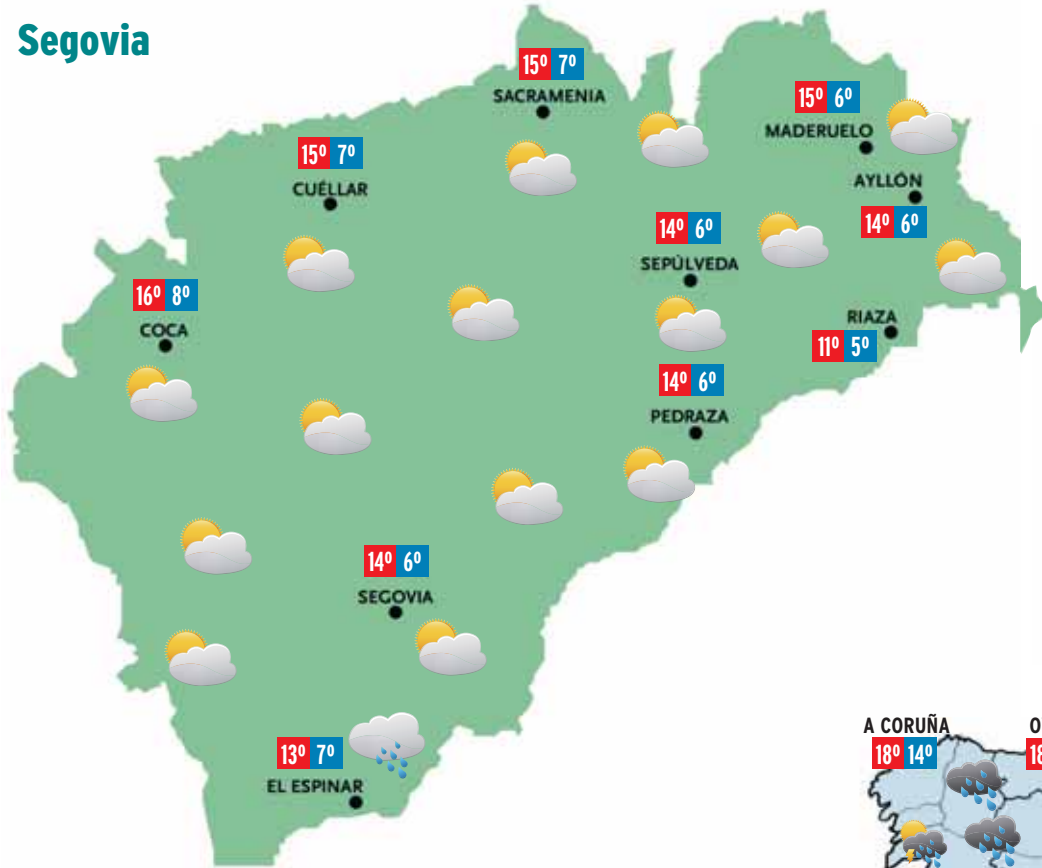 Segovia
15º 7º
SACRAMENIA
15º 6º
MADERUELO
15º 7º
CUÉLLAR
AYLLÓN
14º 6º
14º 6º
SEPÚLVEDA
16º 8º
COCA
RIAZA
11º 5º
14º 6º
PEDRAZA
14º 6º
SEGOVIA
13º 7º
EL ESPINAR
A CORUÑA
18º 14º
O
18